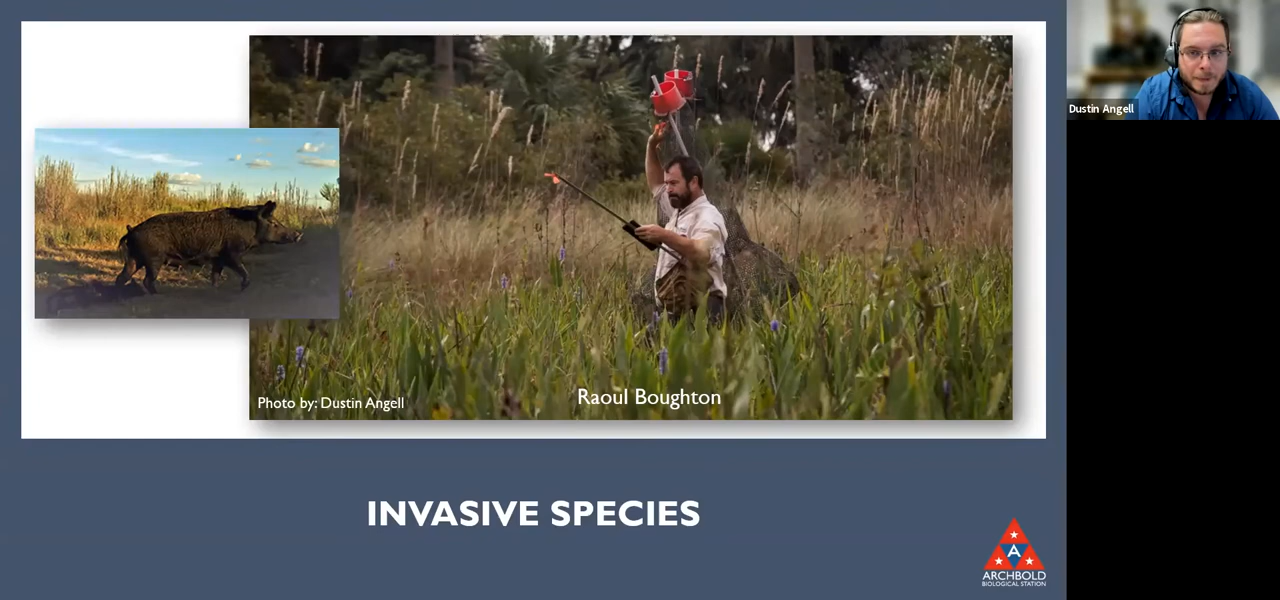 Dustin Angell
Photo by: Dustin Angell
Raoul Boughton
INVASIVE SPECIES
A
ARCHBOLD
BIOLOGICAL STATION